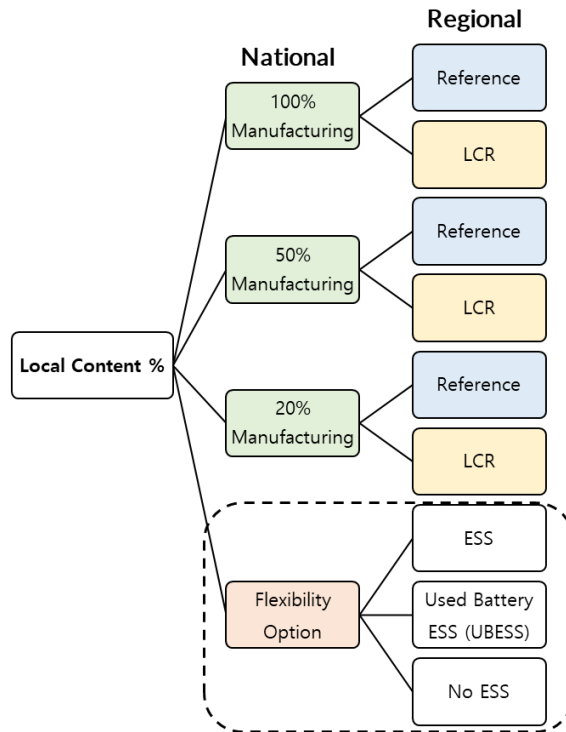 Regional
National
100%
Manufacturing
Reference
LCR
50%
Manufacturing
Reference
LCR
Local Content %
20%
Manufacturing
Reference
LCR
Flexibility
Option
ESS
Used Battery
ESS (UBESS)
No ESS